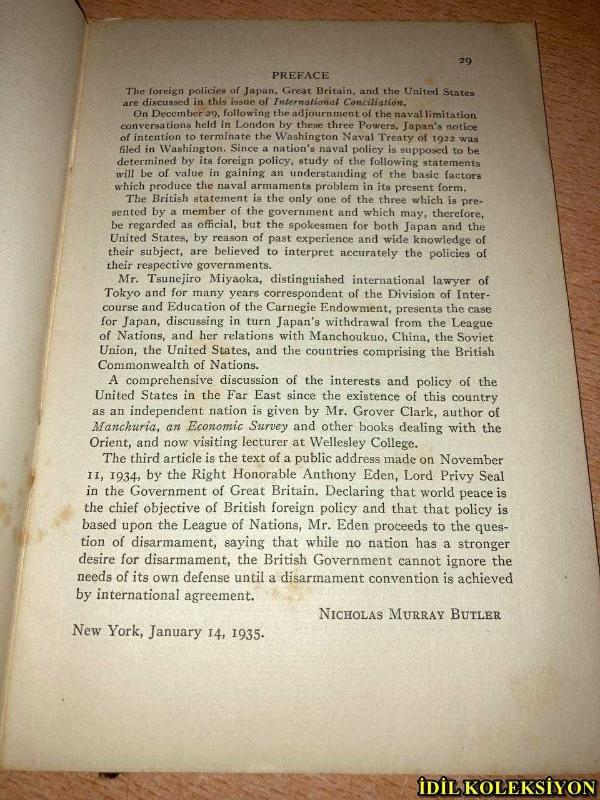 29
PREFACE
The foreign policies of Japan, Great Britain, and the United States
are discussed in this issue of International Conciliation.
On December 29, following the adjournment of the naval limitation
conversations held in London by these three Powers, Japan's notice
of intention to terminate the Washington Naval Treaty of 1922 was
filed in Washington. Since a nation's naval policy is supposed to be
determined by its foreign policy, study of the following statements
will be of value in gaining an understanding of the basic factors
which produce the naval armaments problem in its present form.
The British statement is the only one of the three which is pre-
sented by a member of the government and which may, therefore,
be regarded as official, but the spokesmen for both Japan and the
United States, by reason of past experience and wide knowledge of
their subject, are believed to interpret accurately the policies of
their respective governments.
Mr. Tsunejiro Miyaoka, distinguished international lawyer of
Tokyo and for many years correspondent of the Division of Inter-
course and Education of the Carnegie Endowment, presents the case
for Japan, discussing in turn Japan's withdrawal from the League
of Nations, and her relations with Manchoukuo, China, the Soviet
Union, the United States, and the countries comprising the British
Commonwealth of Nations.
A comprehensive discussion of the interests and policy of the
United States in the Far East since the existence of this country
as an independent nation is given by Mr. Grover Clark, author of
Manchuria, an Economic Survey and other books dealing with the
Orient, and now visiting lecturer at Wellesley College.
The third article is the text of a public address made on November
11, 1934, by the Right Honorable Anthony Eden, Lord Privy Seal
in the Government of Great Britain. Declaring that world peace is
the chief objective of British foreign policy and that that policy is
based upon the League of Nations, Mr. Eden proceeds to the ques-
tion of disarmament, saying that while no nation has a stronger
desire for disarmament, the British Government cannot ignore the
needs of its own defense until a disarmament convention is achieved
by international agreement.
NICHOLAS MURRAY BUTLER
New York, January 14, 1935.
İDİL KOLEKSİYON